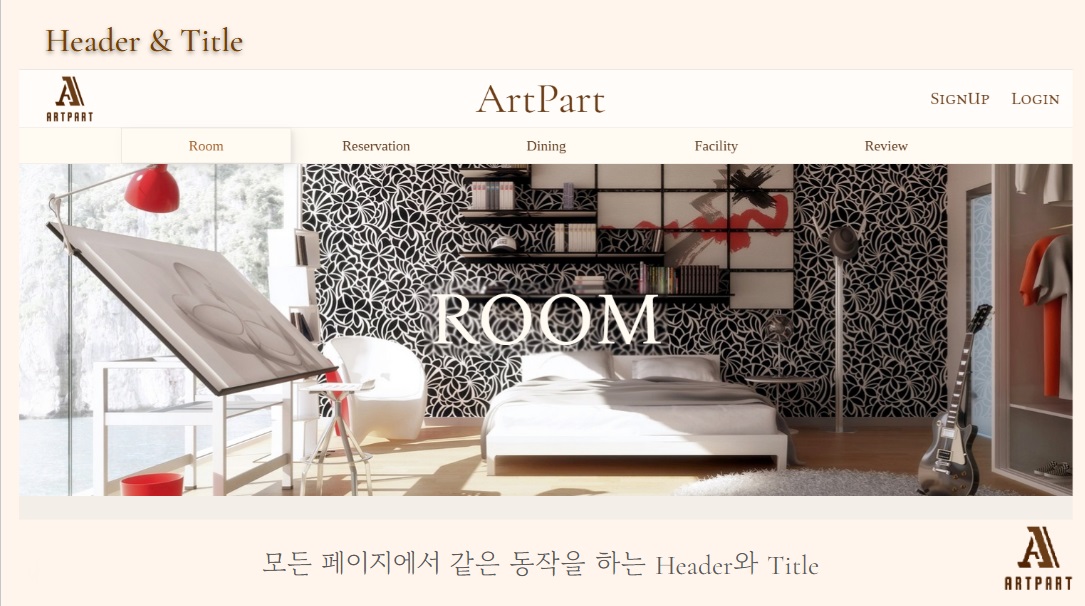 Header & Title
ARTPART
ArtPart
SignUp Login
Room Reservation Dining Facility Review
ROOM
모든 페이지에서 같은 동작을 하는 Header와 Title
ARTPART